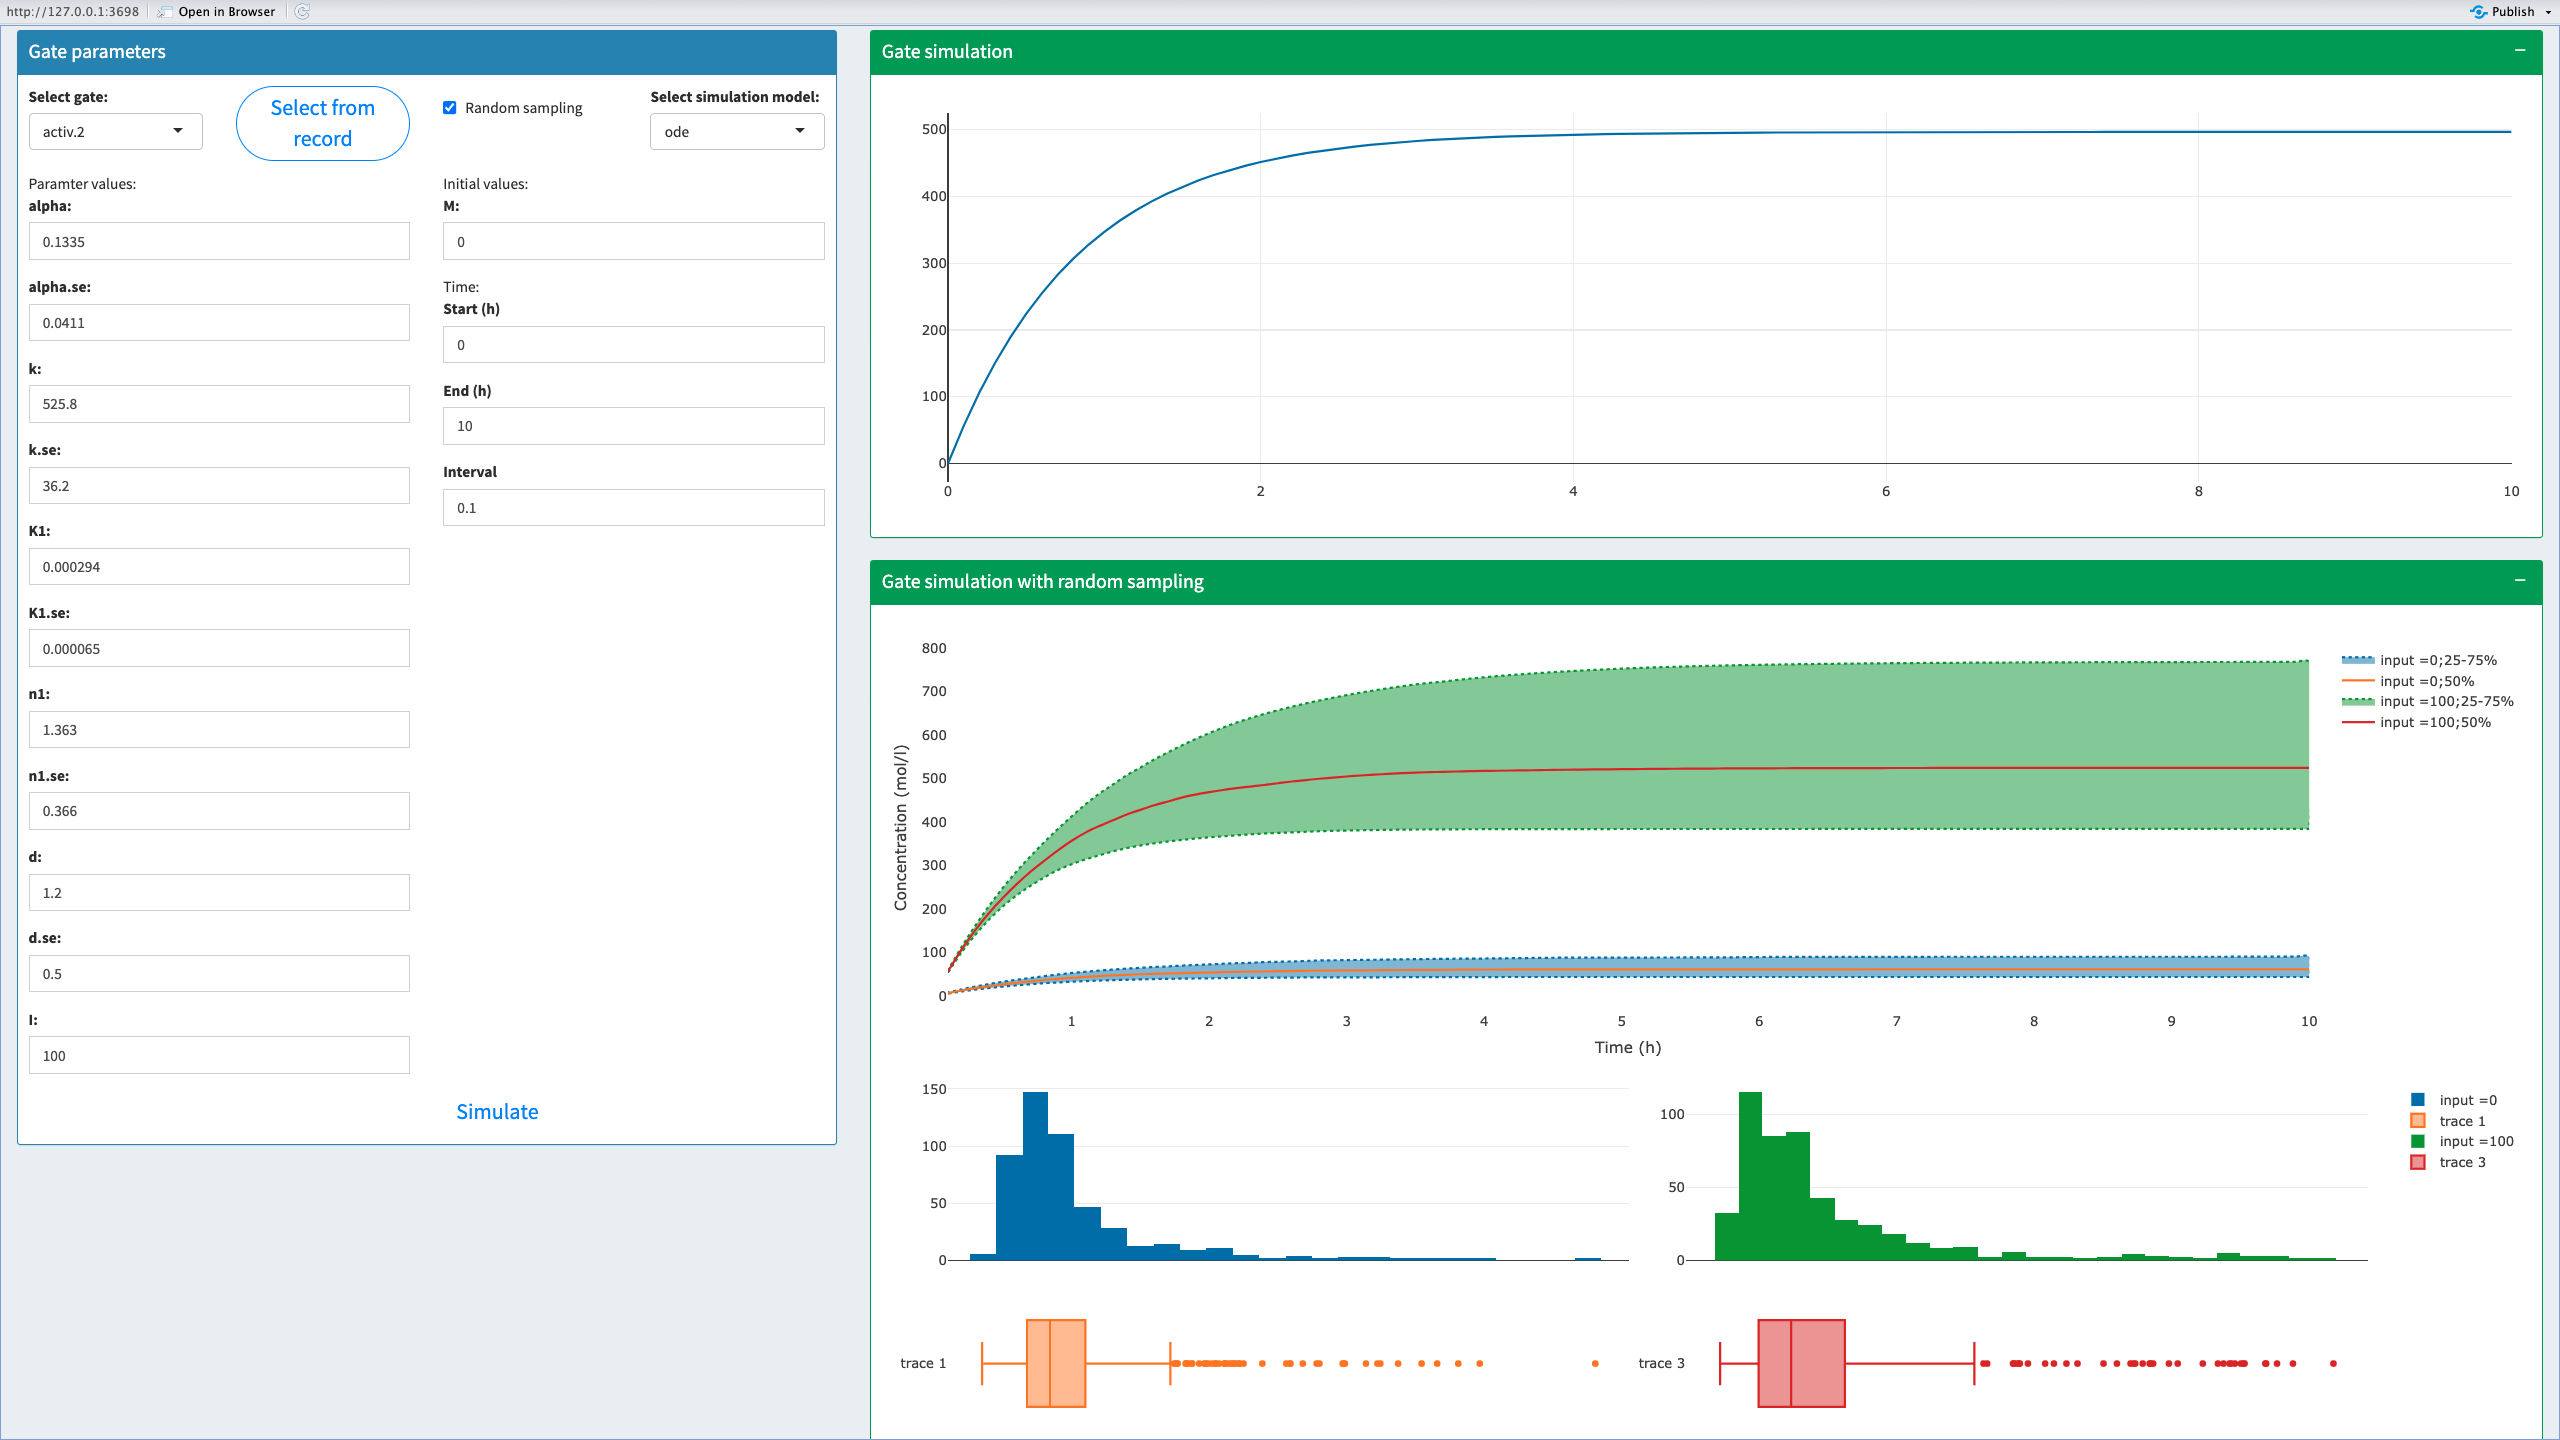 http://127.0.0.1:3698 Open in Browser Publish
Gate parameters
Select gate:
activ.2
Select from
record
Random sampling
Select simulation model:
ode
Paramter values:
alpha:
0.1335
alpha.se:
0.0411
k:
525.8
k.se:
36.2
K1:
0.000294
K1.se:
0.000065
n1:
1.363
n1.se:
0.366
d:
1.2
d.se:
0.5
I:
100
Initial values:
M:
0
Time:
Start (h)
0
End (h)
10
Interval
0.1
Simulate
Gate simulation
500
400
300
200
100
0
0 2 4 6 8 10
Gate simulation with random sampling
800
700
600
500
400
300
200
100
0
Concentration (mol/l)
1 2 3 4 5 6 7 8 9 10
Time (h)
input =0;25-75%
input =0;50%
input =100;25-75%
input =100;50%
150
100
50
0
100
50
0
input =0
trace 1
input =100
trace 3
trace 1
trace 3